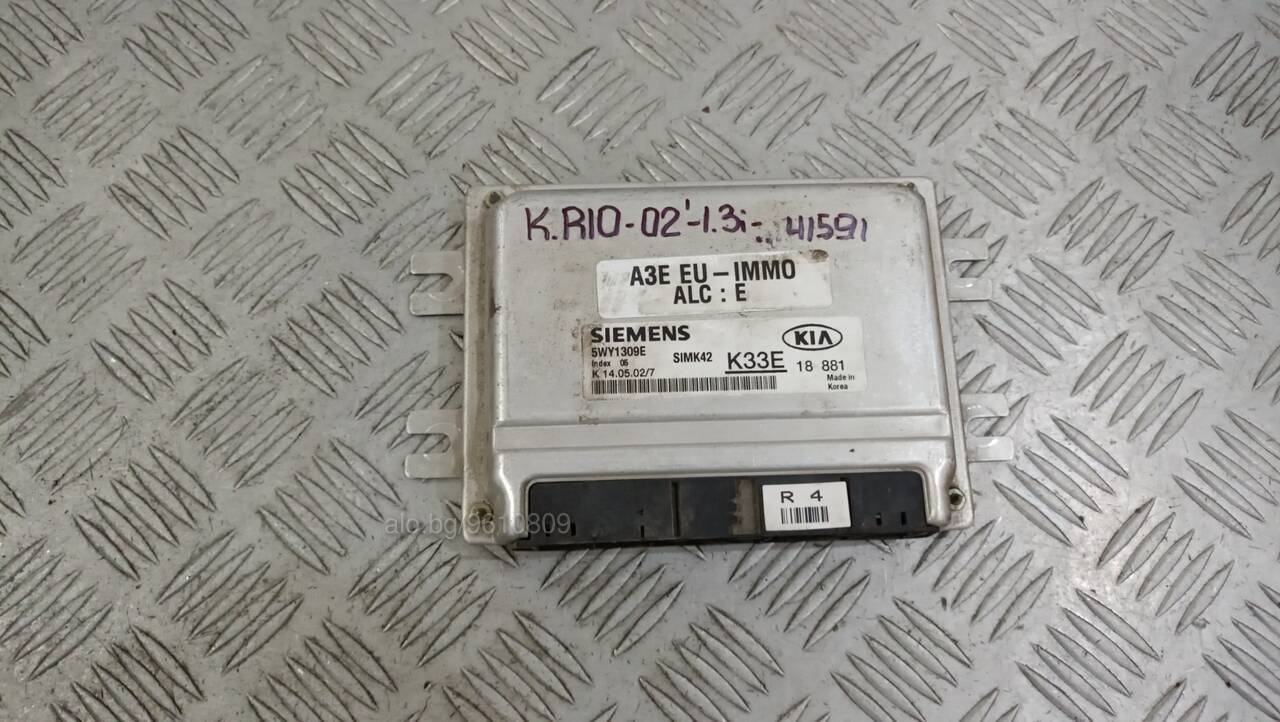 K.RIO-02'-1.3i- 41591
A3E EU-IMMO
ALC : E
SIEMENS
KIA
5WY1309E
SIMK42
K33E
18 881
Index 06
K 14.05.02/7
Made in
Korea
R 4
alo.bg/9610809